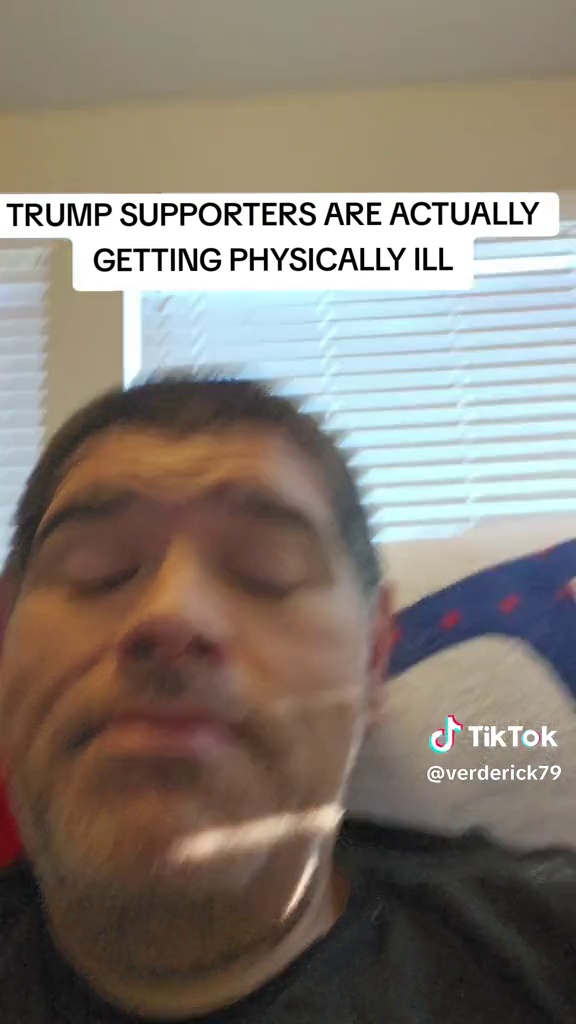 TRUMP SUPPORTERS ARE ACTUALLY
GETTING PHYSICALLY ILL
TikTok
@verderick79